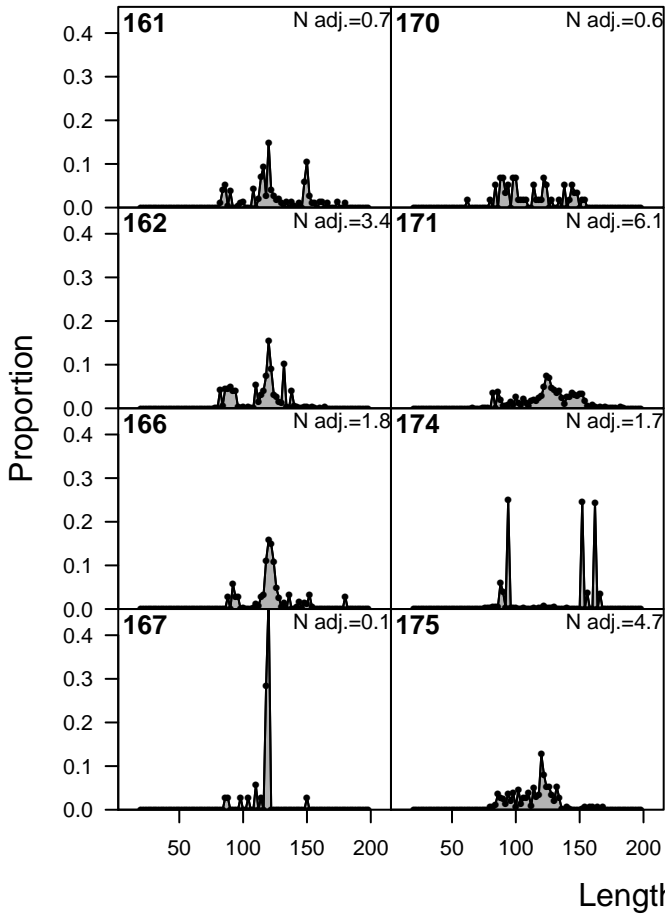 161 N adj.=0.7 170 N adj.=0.6
0.4
0.3
0.2
0.1
0.0
162 N adj.=3.4 171 N adj.=6.1
0.4
0.3
0.2
0.1
0.0
166 N adj.=1.8 174 N adj.=1.7
0.4
0.3
0.2
0.1
0.0
167 N adj.=0.1 175 N adj.=4.7
0.4
0.3
0.2
0.1
0.0
50 100 150 200 50 100 150 200
Proportion
Length